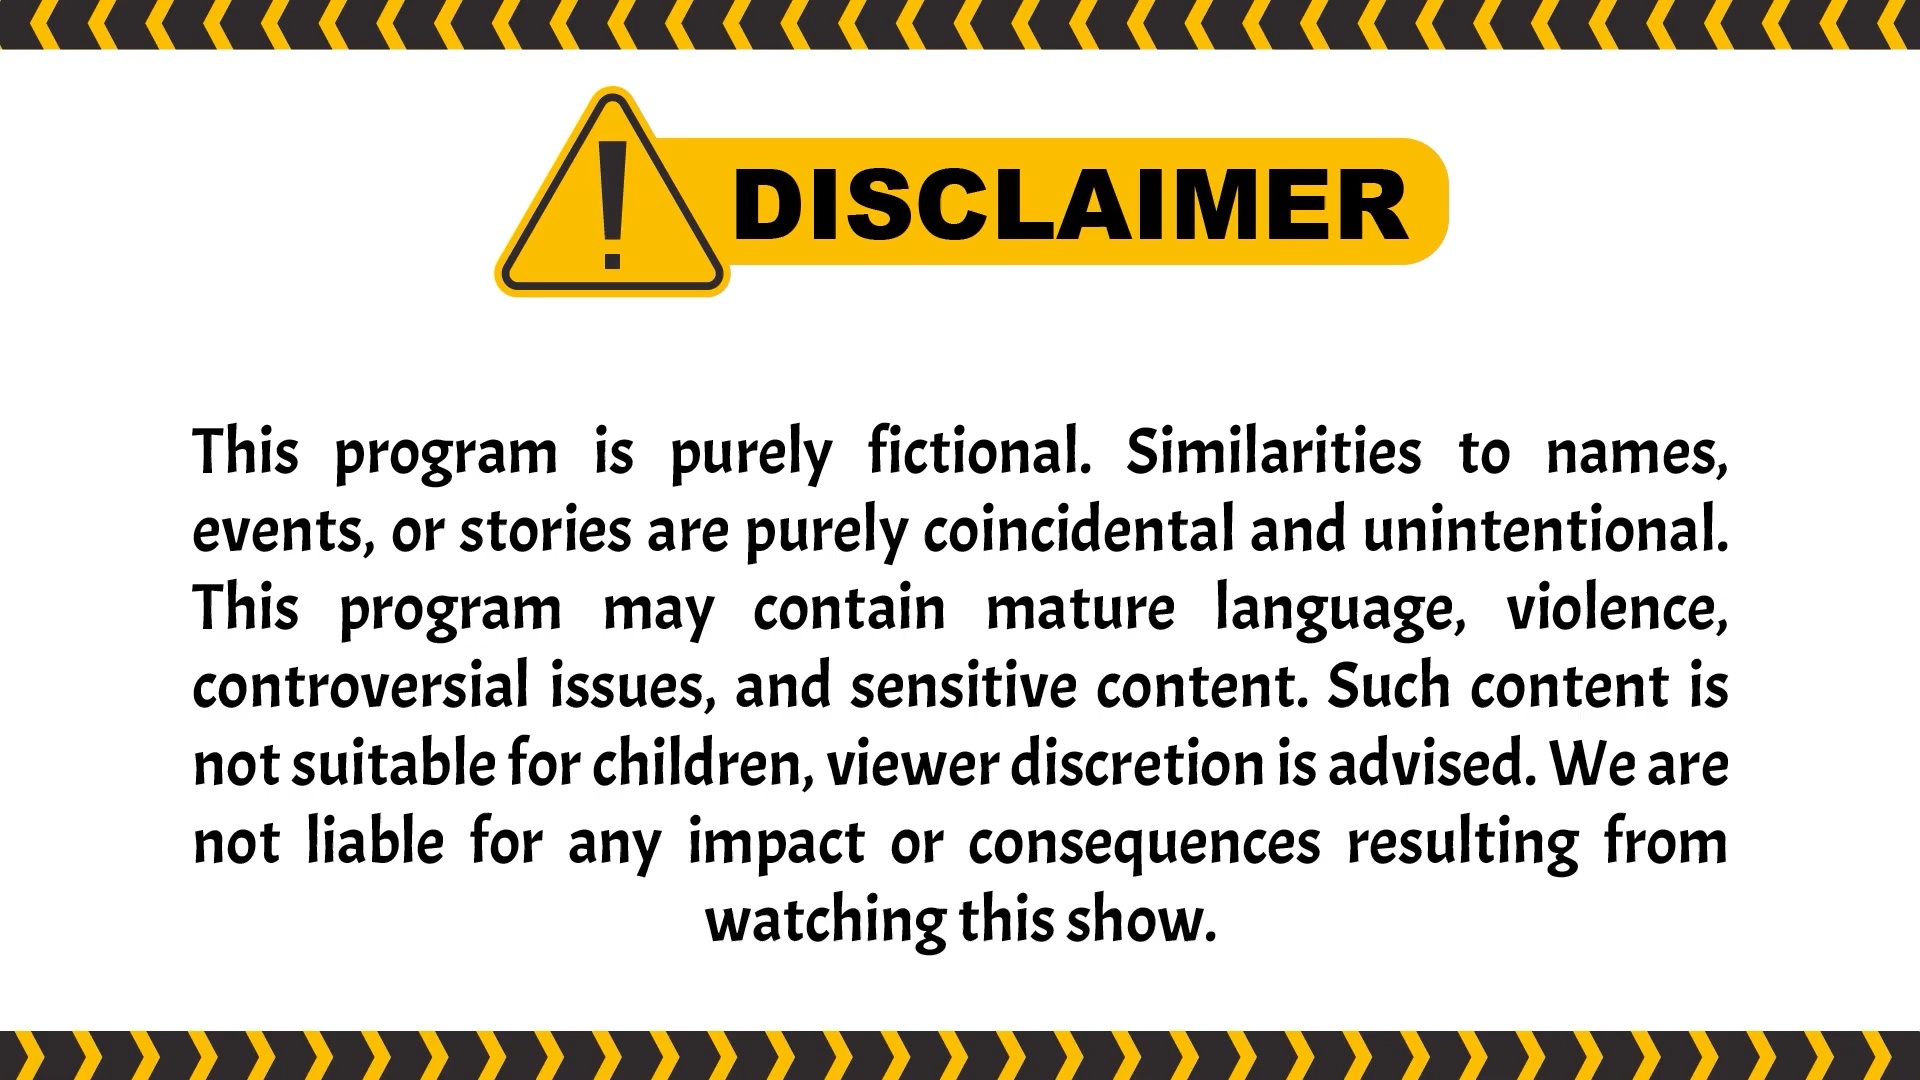 DISCLAIMER
This program is purely fictional. Similarities to names,
events, or stories are purely coincidental and unintentional.
This program may contain mature language, violence,
controversial issues, and sensitive content. Such content is
not suitable for children, viewer discretion is advised. We are
not liable for any impact or consequences resulting from
watching this show.